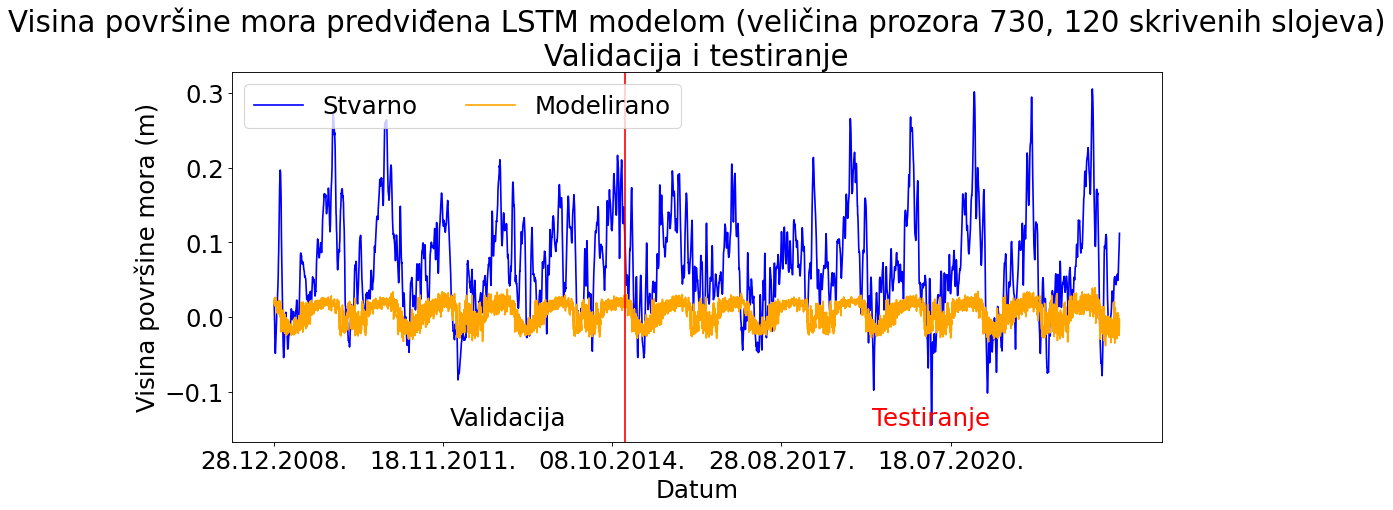 Visina površine mora predviđena LSTM modelom (veličina prozora 730, 120 skrivenih slojeva)
Validacija i testiranje
Stvarno
Modelirano
Visina površine mora (m)
0.3
0.2
0.1
0.0
−0.1
Validacija
Testiranje
28.12.2008.
18.11.2011.
08.10.2014.
28.08.2017.
18.07.2020.
Datum